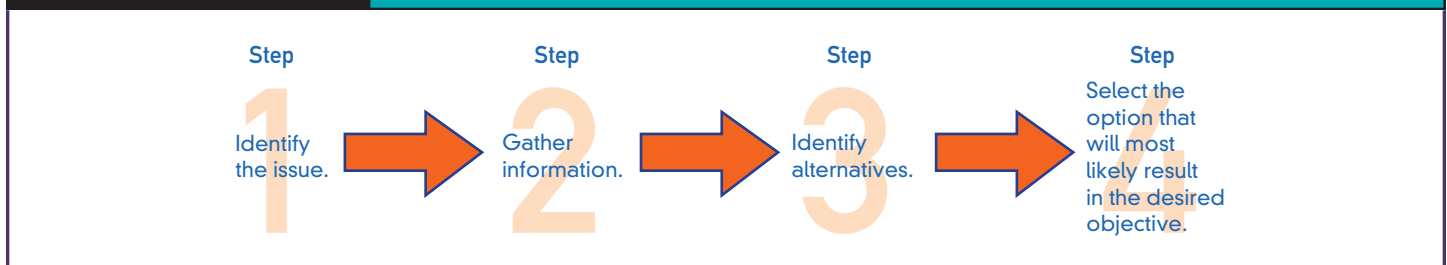 Step
1
Identify
the issue.
Step
2
Gather
information.
Step
3
Identify
alternatives.
Step
4
Select the
option that
will most
likely result
in the desired
objective.